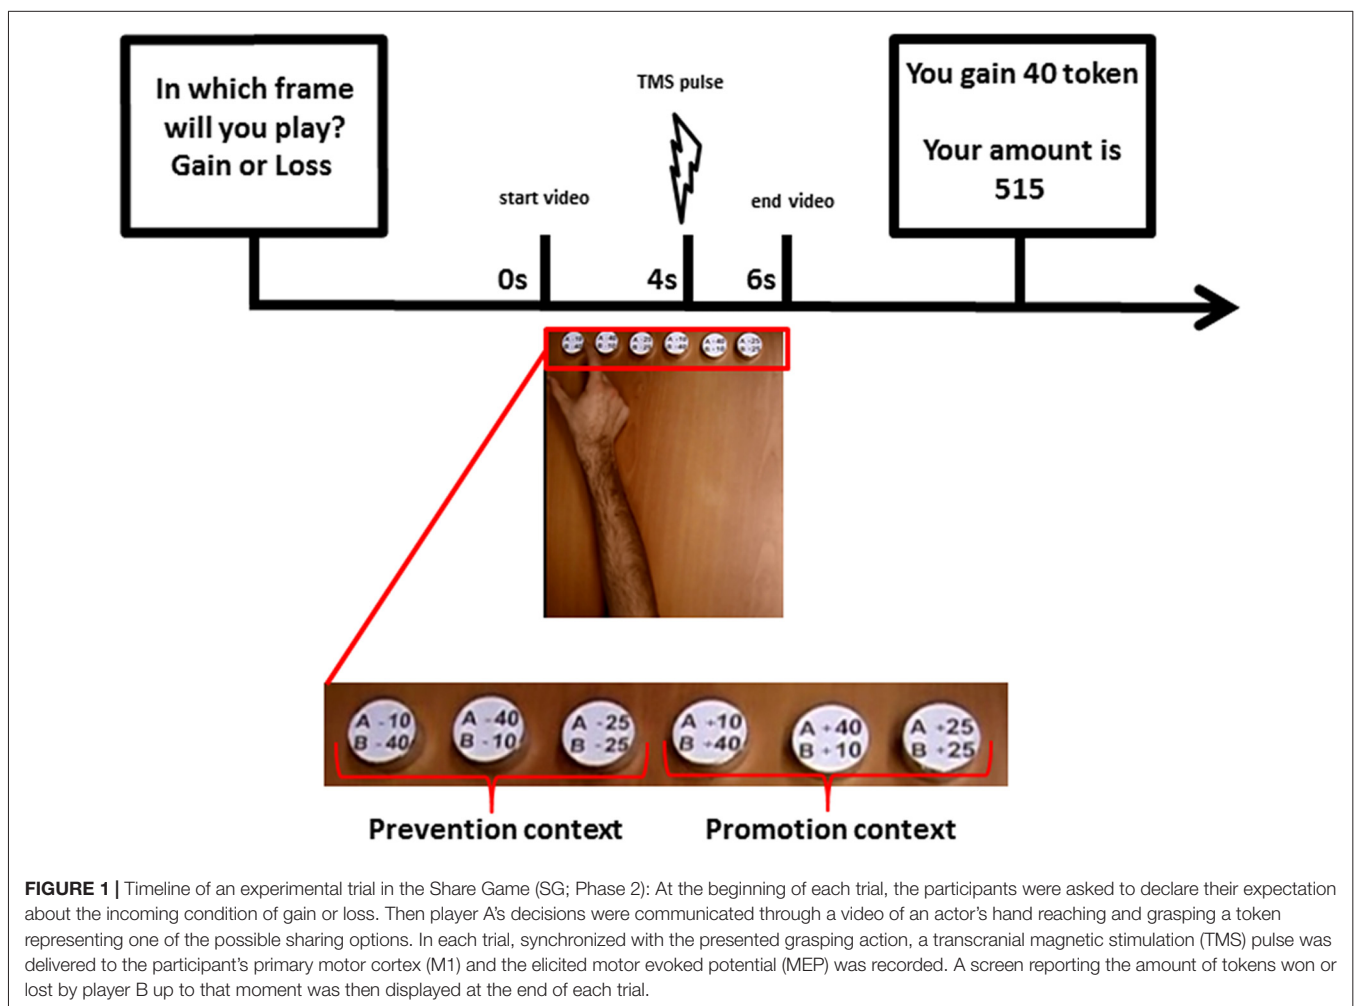 In which frame
will you play?
Gain or Loss
TMS pulse
You gain 40 token
Your amount is
515
start video
end video
0s
4s
6s
A -10
B -40
A -40
B -10
A -25
B -25
A +10
B +40
A +40
B +10
A +25
B +25
Prevention context
Promotion context
FIGURE 1 | Timeline of an experimental trial in the Share Game (SG; Phase 2): At the beginning of each trial, the participants were asked to declare their expectation
about the incoming condition of gain or loss. Then player A’s decisions were communicated through a video of an actor’s hand reaching and grasping a token
representing one of the possible sharing options. In each trial, synchronized with the presented grasping action, a transcranial magnetic stimulation (TMS) pulse was
delivered to the participant’s primary motor cortex (M1) and the elicited motor evoked potential (MEP) was recorded. A screen reporting the amount of tokens won or
lost by player B up to that moment was then displayed at the end of each trial.